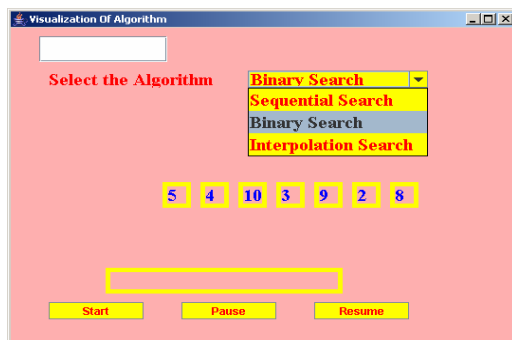 Visualization Of Algorithm
Select the Algorithm Binary Search
Sequential Search
Binary Search
Interpolation Search
5 4 10 3 9 2 8
Start Pause Resume